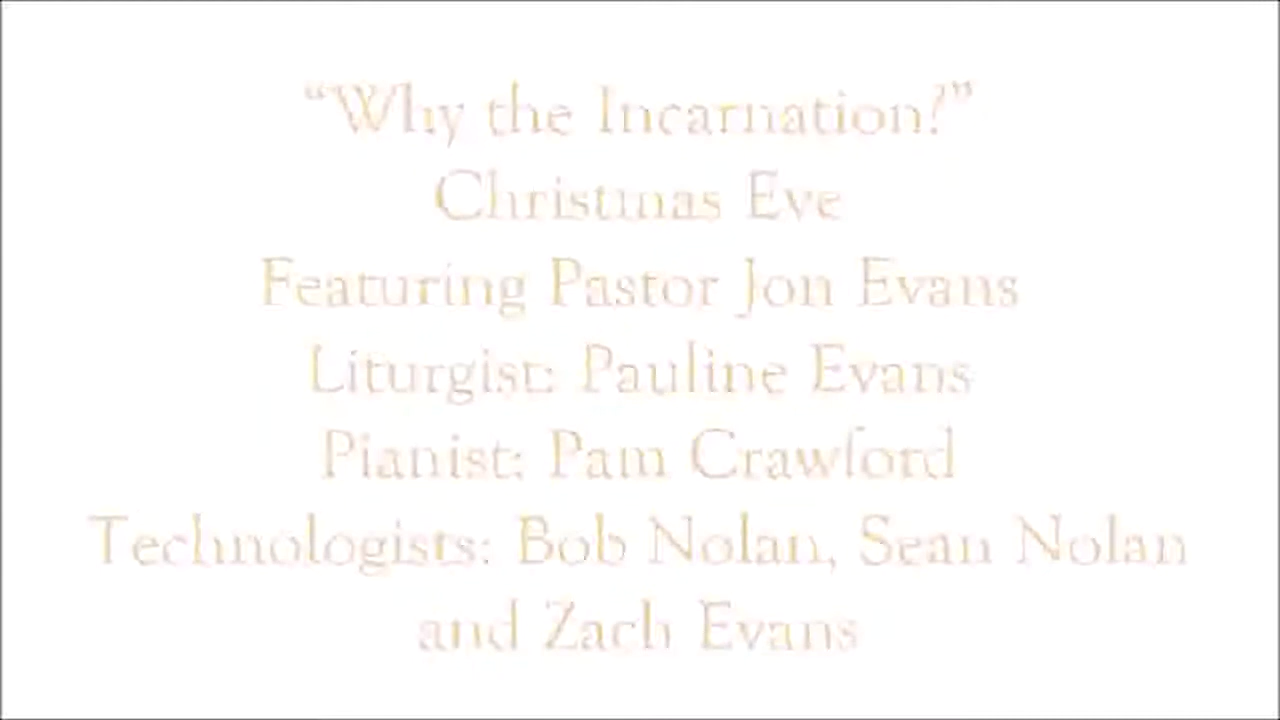 “Why the Incarnation?”
Christmas Eve
Featuring Pastor Jon Evans
Liturgist: Pauline Evans
Pianist: Pam Crawford
Technologists: Bob Nolan, Sean Nolan
and Zach Evans